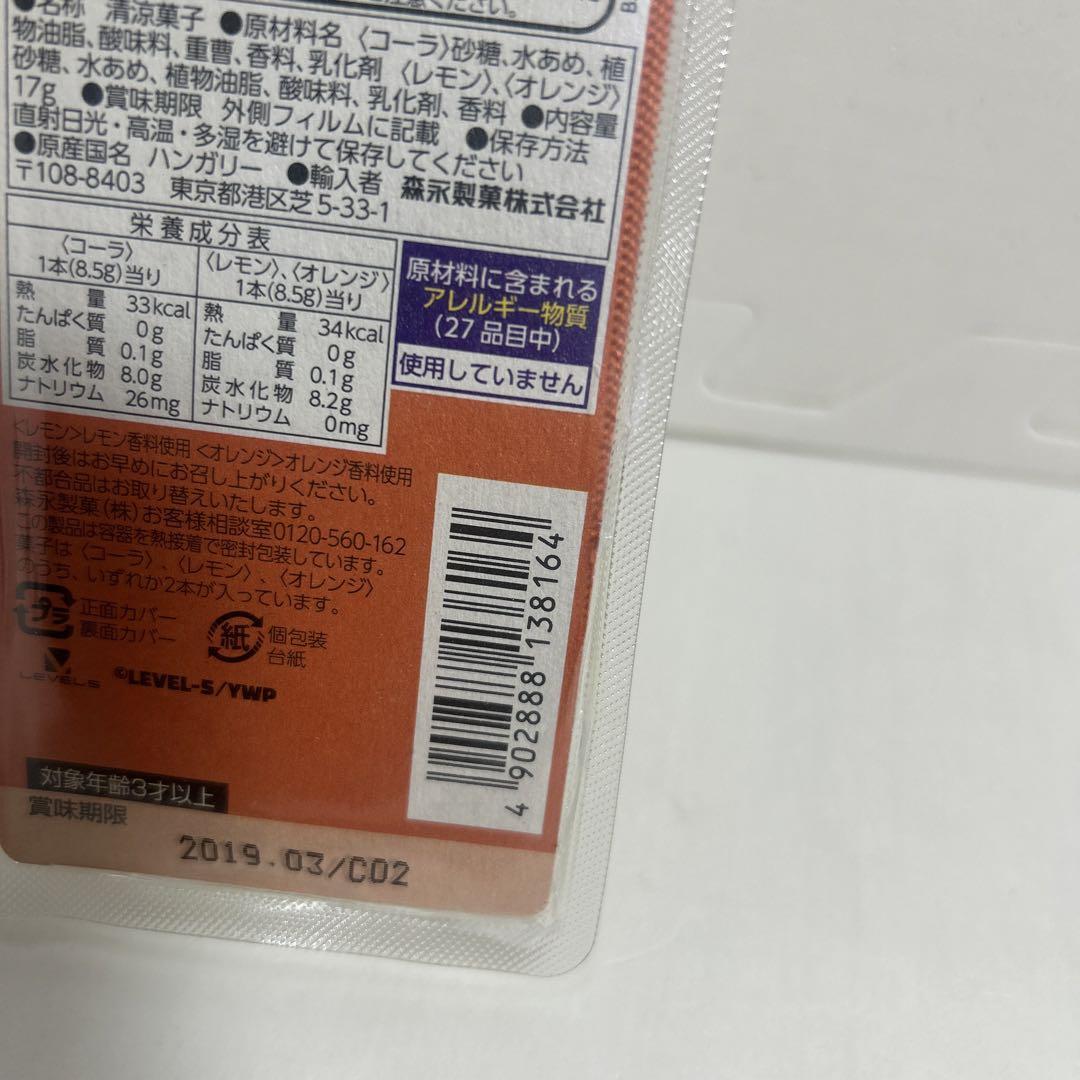 注意ください。
●名称 清涼菓子 ●原材料名 〈コーラ〉砂糖、水あめ、植
物油脂、酸味料、重曹、香料、乳化剤 〈レモン〉、〈オレンジ〉
砂糖、水あめ、植物油脂、酸味料、乳化剤、香料 ●内容量
17g ●賞味期限 外側フィルムに記載 ●保存方法
直射日光・高温・多湿を避けて保存してください
●原産国名 ハンガリー ●輸入者 森永製菓株式会社
〒108-8403 東京都港区芝5-33-1
栄養成分表
〈コーラ〉
1本(8.5g)当り
熱量 33kcal
たんぱく質 0g
脂質 0.1g
炭水化物 8.0g
ナトリウム 26mg
〈レモン〉、〈オレンジ〉
1本(8.5g)当り
熱量 34kcal
たんぱく質 0g
脂質 0.1g
炭水化物 8.2g
ナトリウム 0mg
原材料に含まれる
アレルギー物質
(27品目中)
使用していません
<レモン>レモン香料使用 <オレンジ>オレンジ香料使用
開封後はお早めにお召し上がりください。
不都合品はお取り替えいたします。
森永製菓(株)お客様相談室0120-560-162
この製品は容器を熱接着で密封包装しています。
菓子は〈コーラ〉、〈レモン〉、〈オレンジ〉
のうち、いずれか2本が入っています。
プラ 正面カバー
裏面カバー
紙 個包装
台紙
LEVEL5 ©LEVEL-5/YWP
4 902888 138164
対象年齢3才以上
賞味期限
2019.03/C02